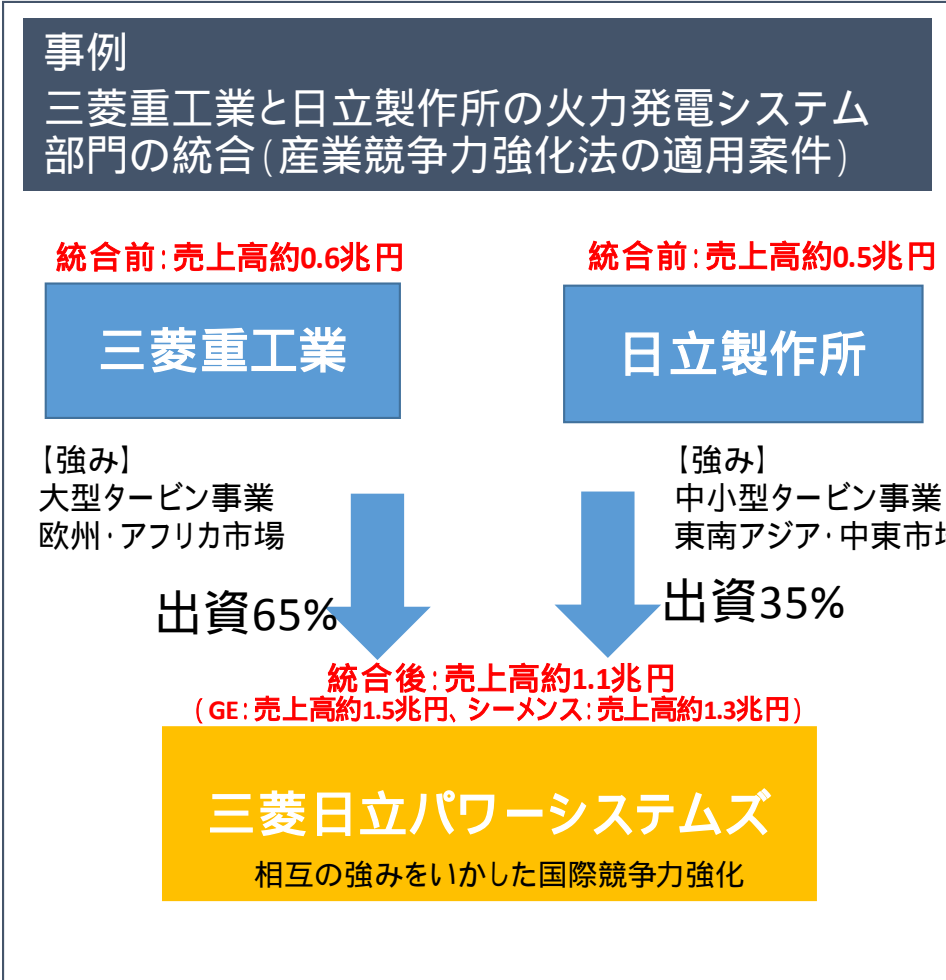 事例
三菱重工業と日立製作所の火力発電システム
部門の統合(産業競争力強化法の適用案件)
統合前:売上高約0.6兆円
統合前:売上高約0.5兆円
三菱重工業
日立製作所
【強み】
大型タービン事業
欧州・アフリカ市場
【強み】
中小型タービン事業
東南アジア・中東市
出資65%
出資35%
統合後:売上高約1.1兆円
(GE:売上高約1.5兆円、シーメンス:売上高約1.3兆円)
三菱日立パワーシステムズ
相互の強みをいかした国際競争力強化